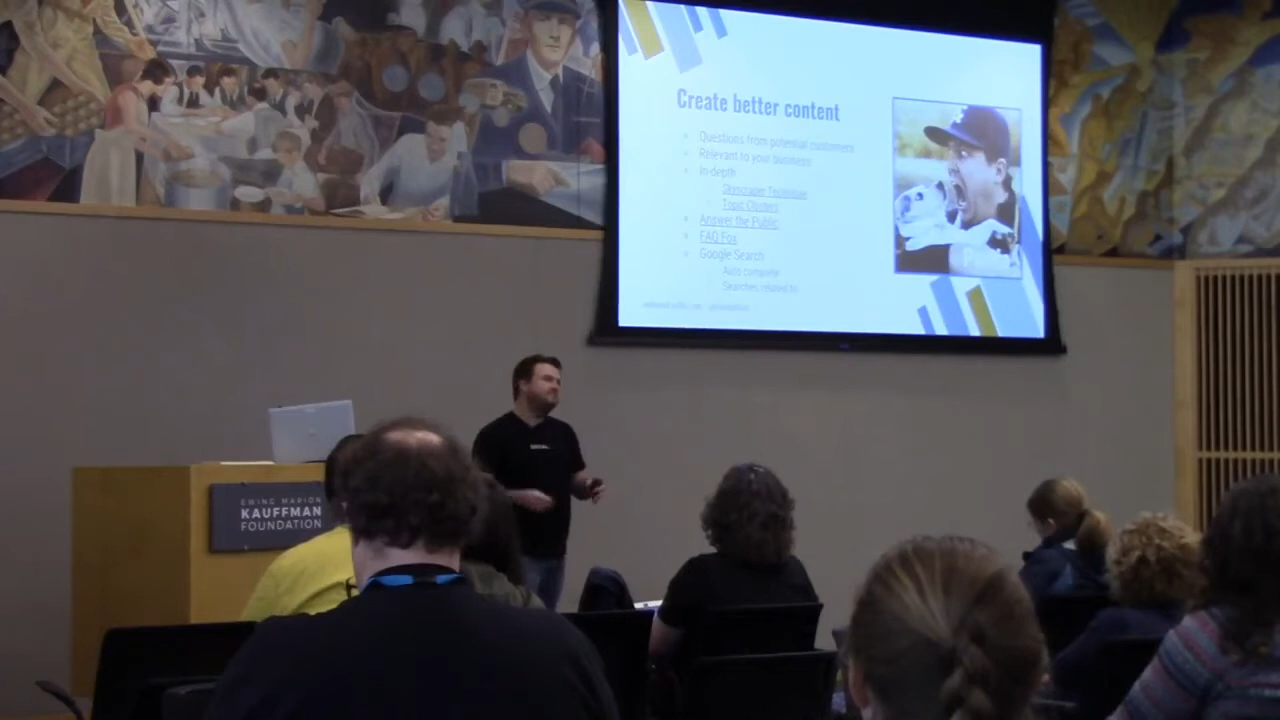 Create better content
Questions from potential customers
Relevant to your business
In-depth
Skyscraper Technique
Topic Clusters
Answer the Public
FAQ Fox
Google Search
Auto complete
Searches related to
EWING MARION
KAUFFMAN
FOUNDATION